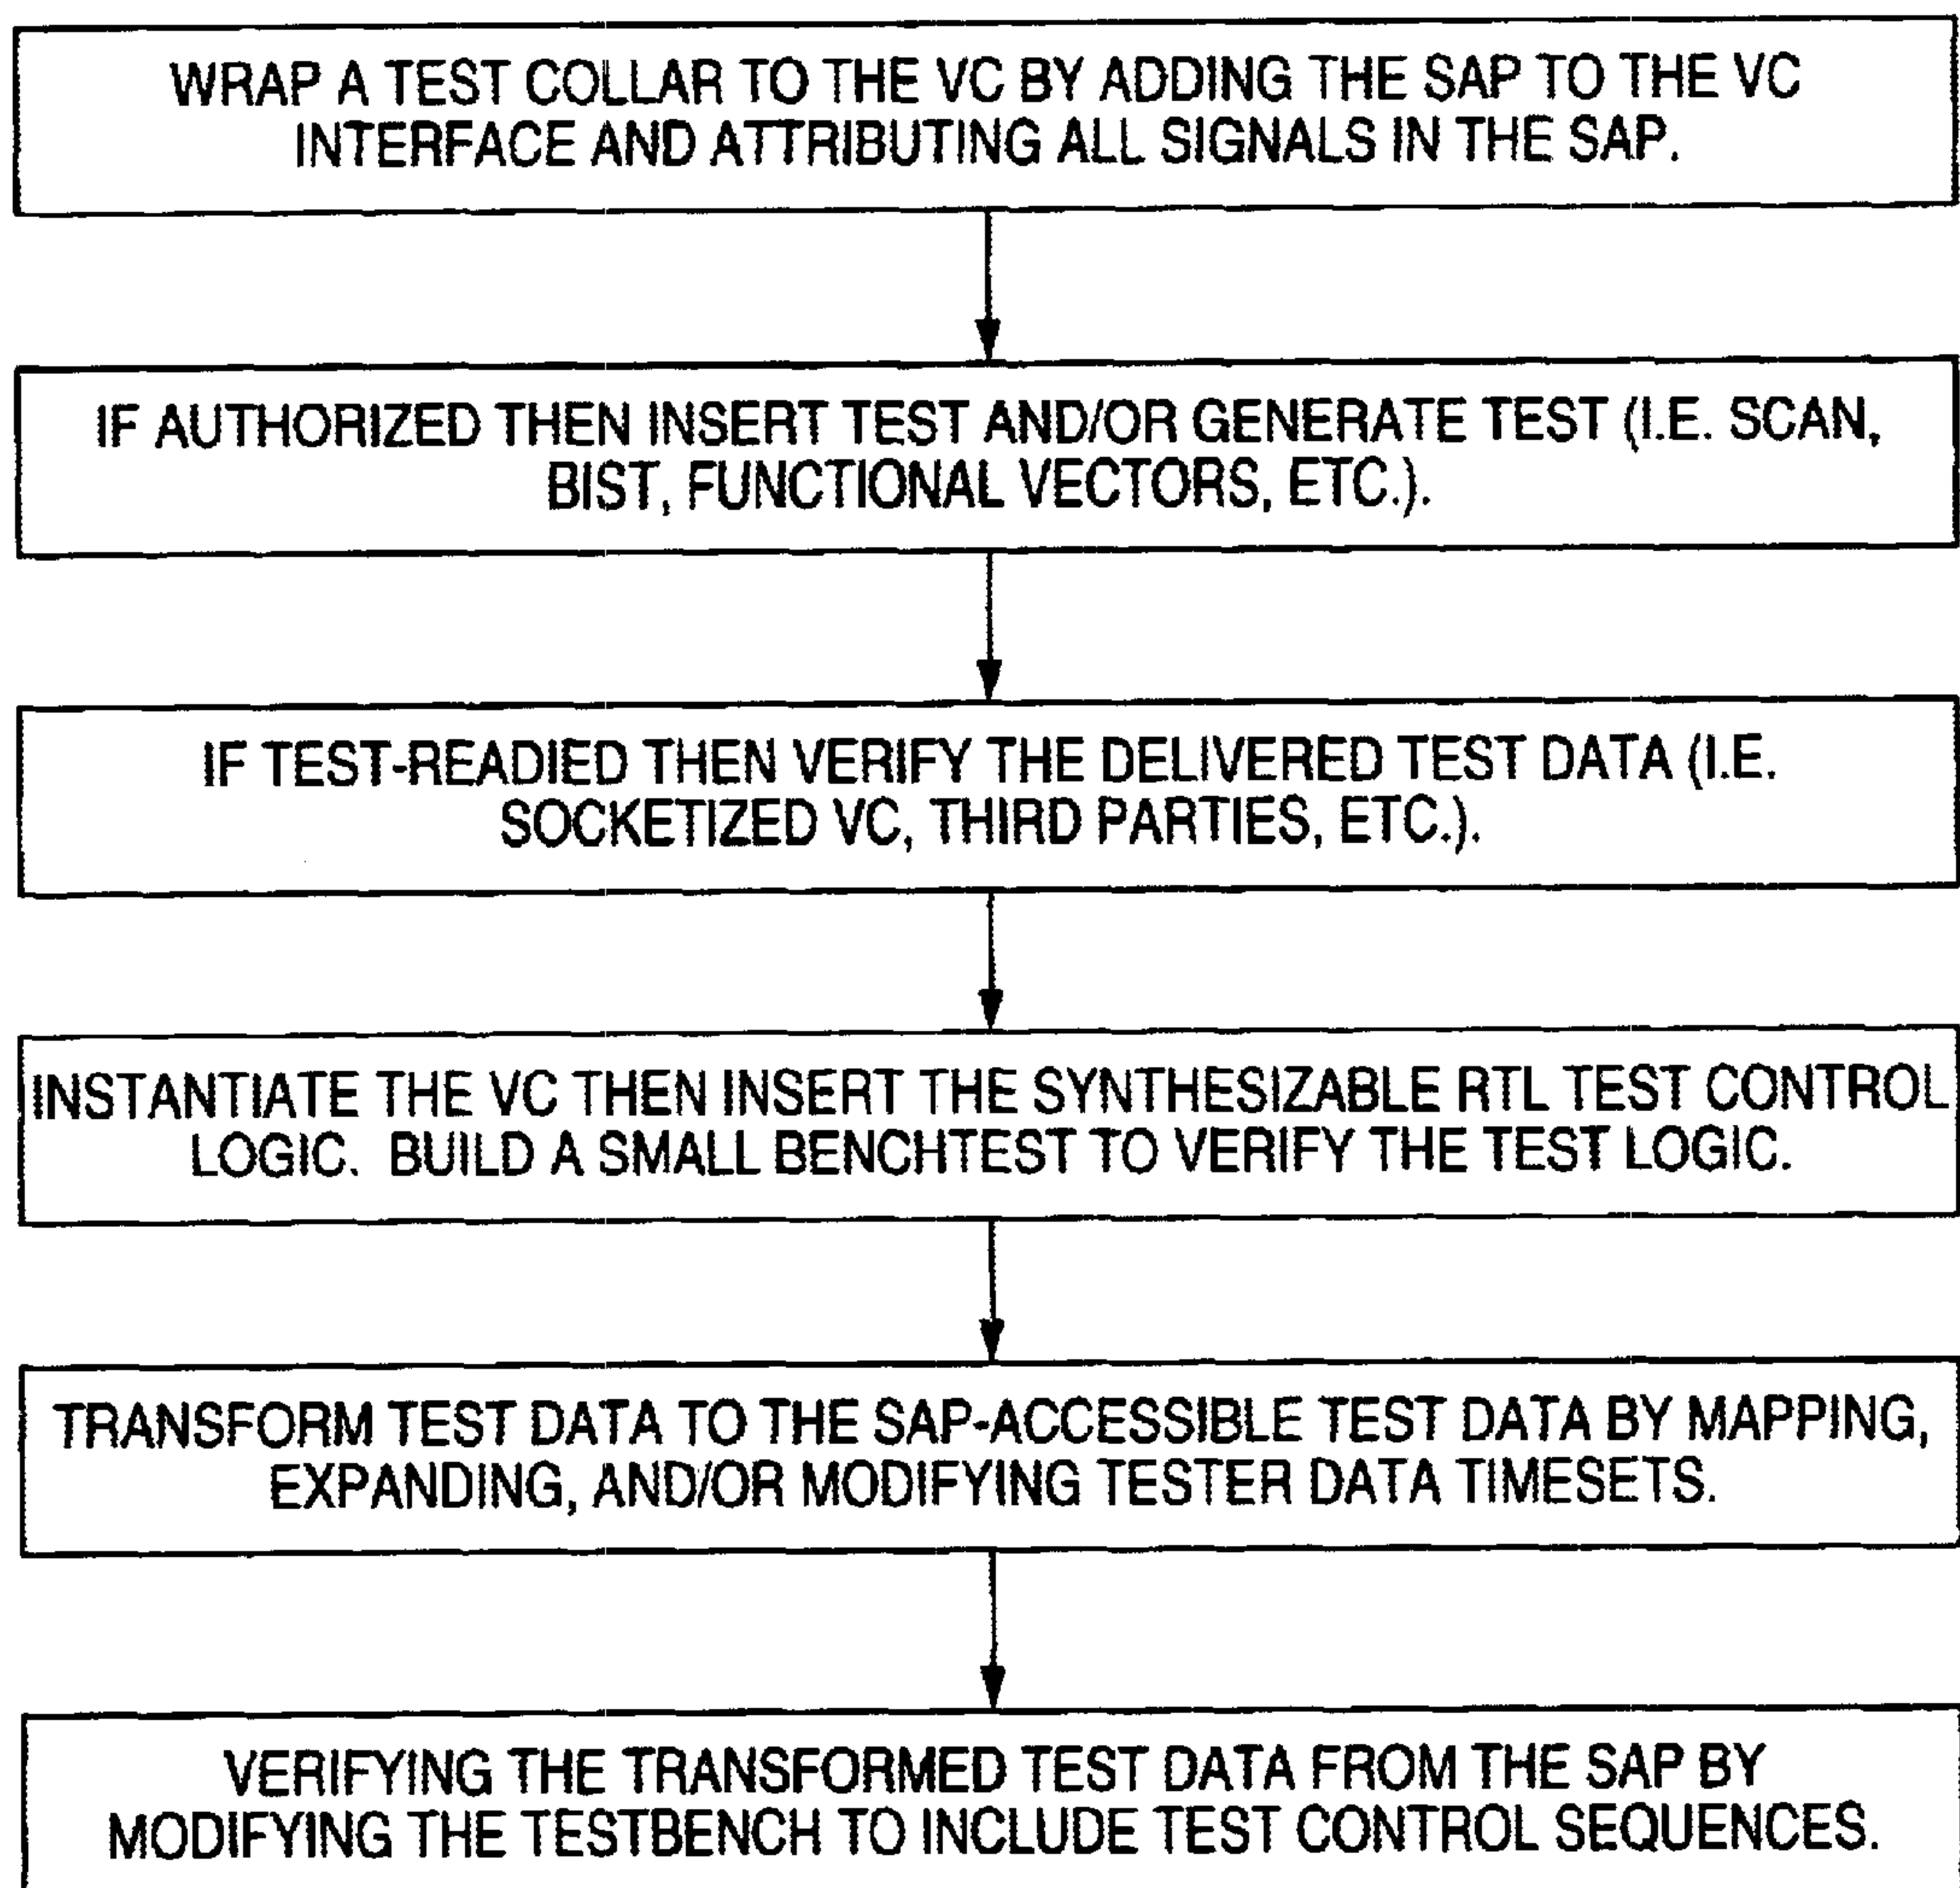 WRAP A TEST COLLAR TO THE VC BY ADDING THE SAP TO THE VC
INTERFACE AND ATTRIBUTING ALL SIGNALS IN THE SAP.
IF AUTHORIZED THEN INSERT TEST AND/OR GENERATE TEST (I.E. SCAN,
BIST, FUNCTIONAL VECTORS, ETC.).
IF TEST-READIED THEN VERIFY THE DELIVERED TEST DATA (I.E.
SOCKETIZED VC, THIRD PARTIES, ETC.).
INSTANTIATE THE VC THEN INSERT THE SYNTHESIZABLE RTL TEST CONTROL
LOGIC. BUILD A SMALL BENCHTEST TO VERIFY THE TEST LOGIC.
TRANSFORM TEST DATA TO THE SAP-ACCESSIBLE TEST DATA BY MAPPING,
EXPANDING, AND/OR MODIFYING TESTER DATA TIMESETS.
VERIFYING THE TRANSFORMED TEST DATA FROM THE SAP BY
MODIFYING THE TESTBENCH TO INCLUDE TEST CONTROL SEQUENCES.